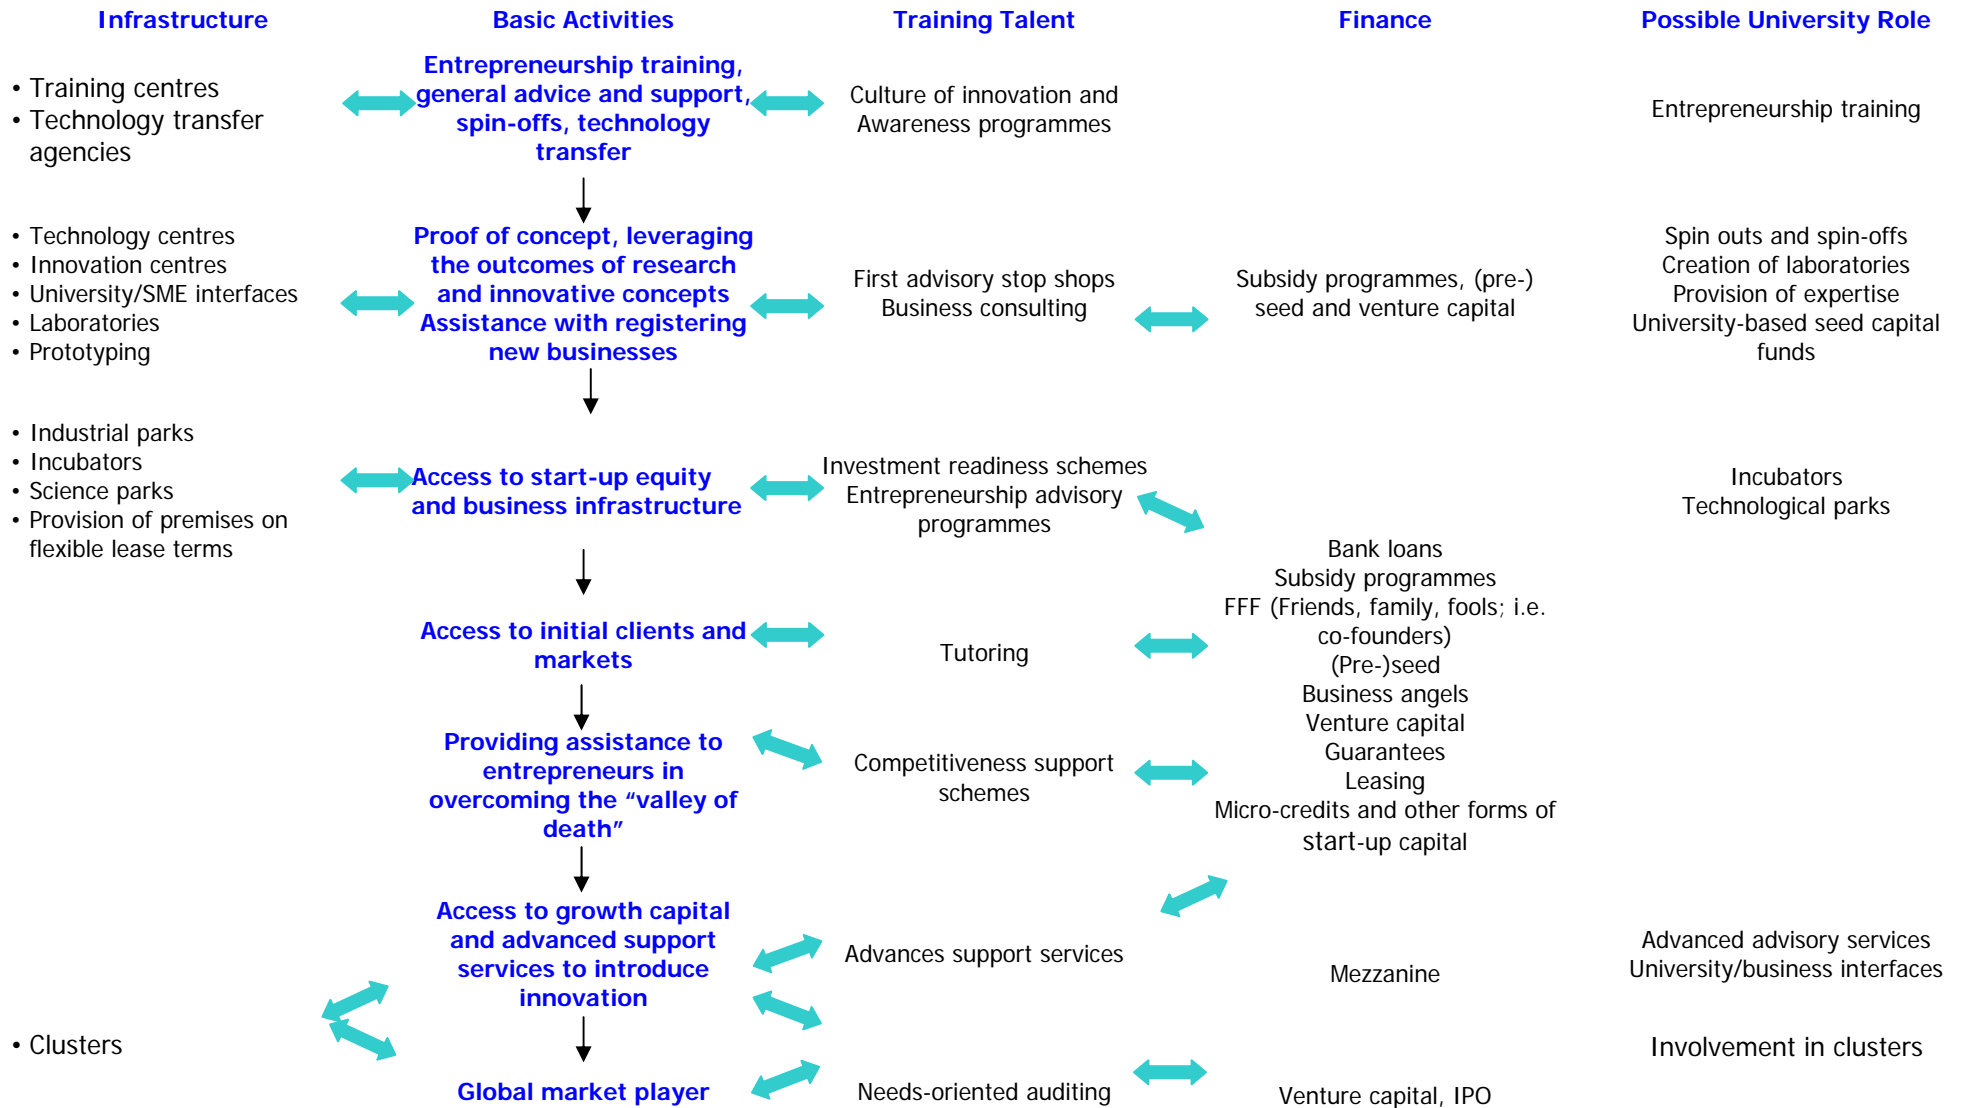 Infrastructure
Basic Activities
Training Talent
Finance
Possible University Role
• Training centres
• Technology transfer
agencies
Entrepreneurship training,
general advice and support,
spin-offs, technology
transfer
Culture of innovation and
Awareness programmes
Entrepreneurship training
• Technology centres
• Innovation centres
• University/SME interfaces
• Laboratories
• Prototyping
Proof of concept, leveraging
the outcomes of research
and innovative concepts
Assistance with registering
new businesses
First advisory stop shops
Business consulting
Subsidy programmes, (pre-)
seed and venture capital
Spin outs and spin-offs
Creation of laboratories
Provision of expertise
University-based seed capital
funds
• Industrial parks
• Incubators
• Science parks
• Provision of premises on
flexible lease terms
Access to start-up equity
and business infrastructure
Investment readiness schemes
Entrepreneurship advisory
programmes
Incubators
Technological parks
Access to initial clients and
markets
Tutoring
Bank loans
Subsidy programmes
FFF (Friends, family, fools; i.e.
co-founders)
(Pre-)seed
Business angels
Venture capital
Guarantees
Leasing
Micro-credits and other forms of
start-up capital
Providing assistance to
entrepreneurs in
overcoming the “valley of
death”
Competitiveness support
schemes
Access to growth capital
and advanced support
services to introduce
innovation
Advances support services
Mezzanine
Advanced advisory services
University/business interfaces
• Clusters
Global market player
Needs-oriented auditing
Venture capital, IPO
Involvement in clusters